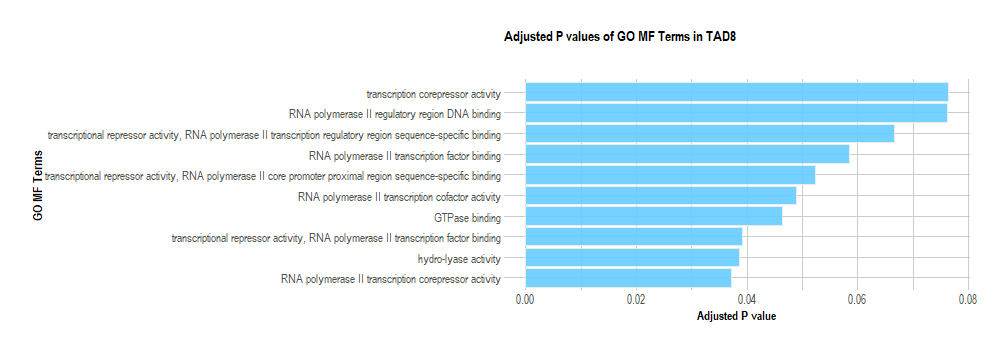 Adjusted P values of GO MF Terms in TAD8
GO MF Terms
transcription corepressor activity
RNA polymerase II regulatory region DNA binding
transcriptional repressor activity, RNA polymerase II transcription regulatory region sequence-specific binding
RNA polymerase II transcription factor binding
transcriptional repressor activity, RNA polymerase II core promoter proximal region sequence-specific binding
RNA polymerase II transcription cofactor activity
GTPase binding
transcriptional repressor activity, RNA polymerase II transcription factor binding
hydro-lyase activity
RNA polymerase II transcription corepressor activity
0.00 0.02 0.04 0.06 0.08
Adjusted P value